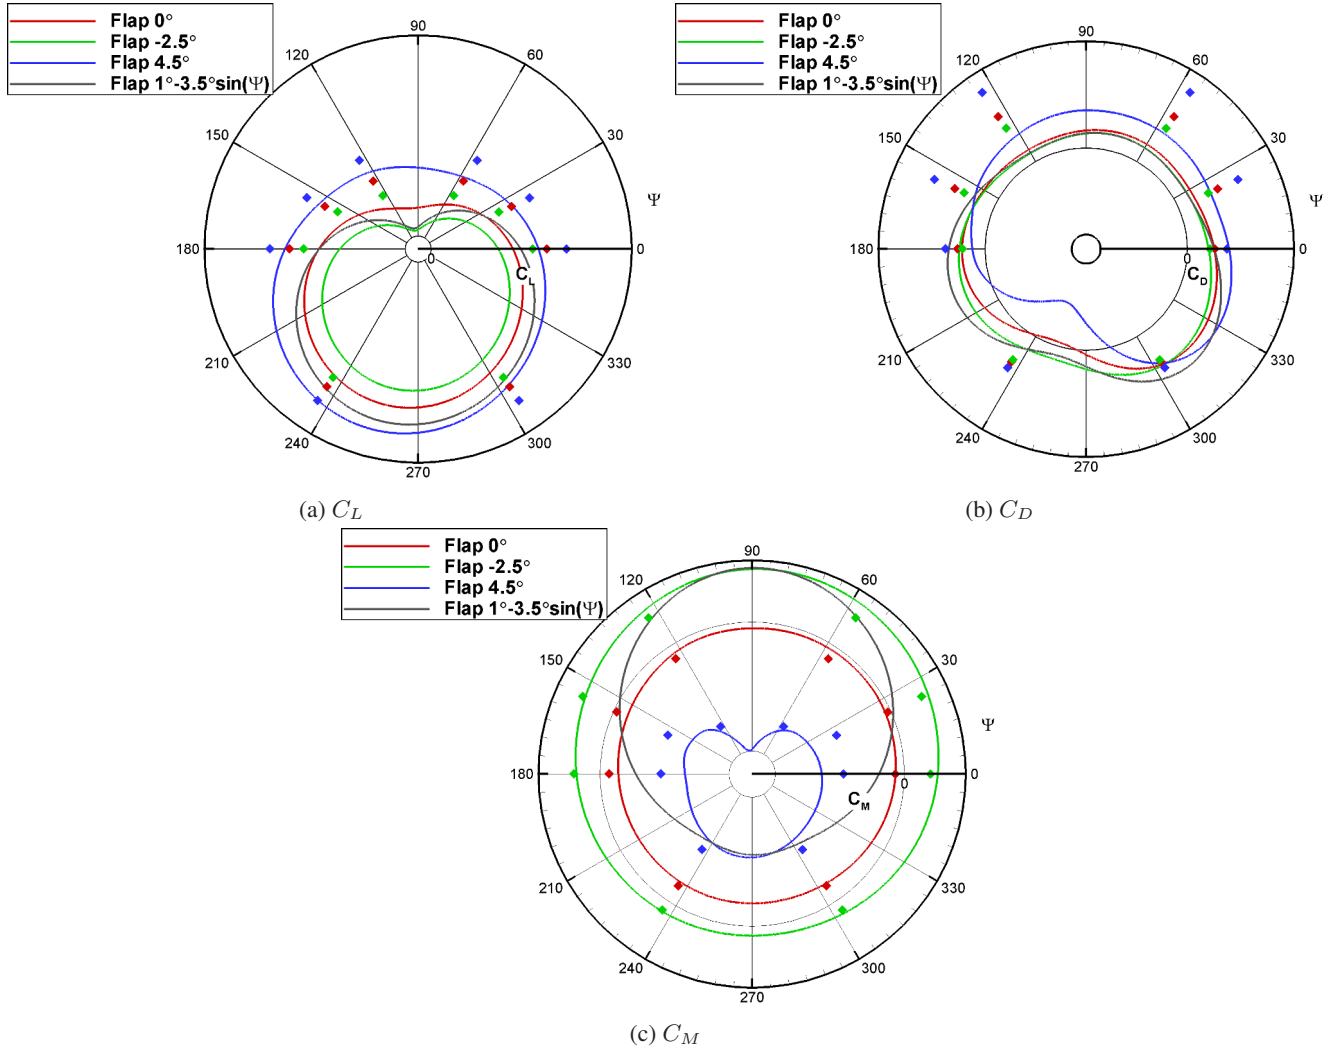 Flap 0°
Flap -2.5°
Flap 4.5°
Flap 1°-3.5°sin(Ψ)
90
60
30
Ψ
0
330
300
270
240
210
180
150
120
0
C_L
(a) C_L
Flap 0°
Flap -2.5°
Flap 4.5°
Flap 1°-3.5°sin(Ψ)
90
60
30
Ψ
0
330
300
270
240
210
180
150
120
0
C_D
(b) C_D
Flap 0°
Flap -2.5°
Flap 4.5°
Flap 1°-3.5°sin(Ψ)
90
60
30
Ψ
0
330
300
270
240
210
180
150
120
0
C_M
(c) C_M